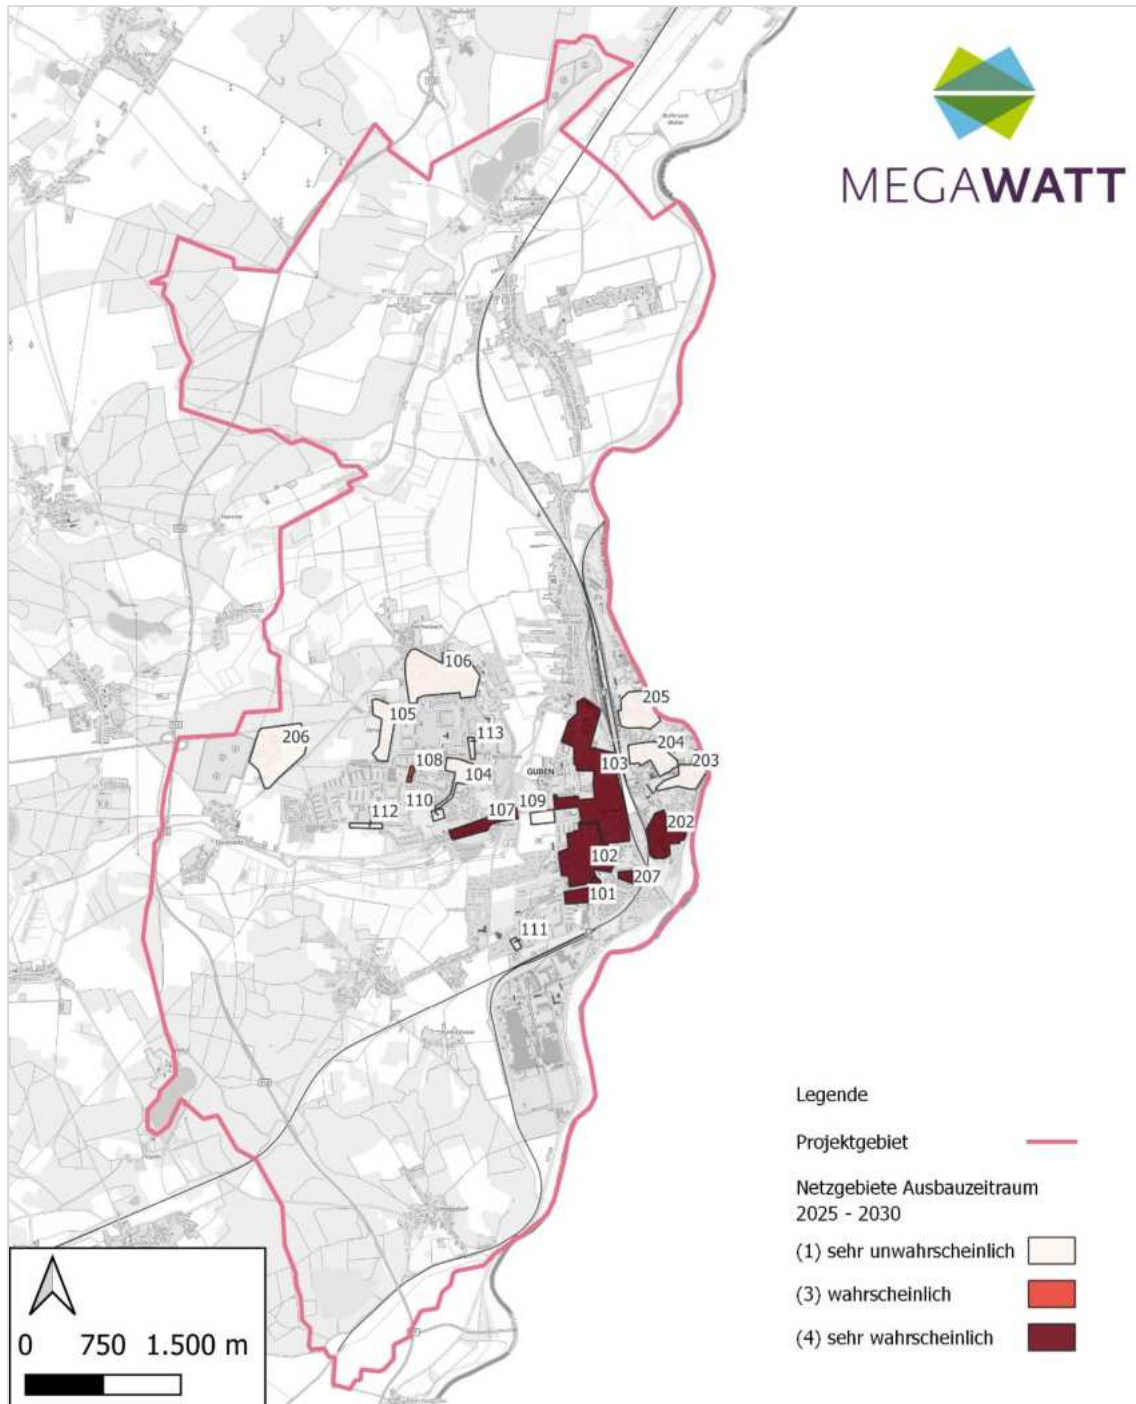 MEGAWATT
106
205
105
206
113
204
103
108
104
203
GUBEN
110
107
109
112
202
102
207
101
111
Legende
Projektgebiet
Netzgebiete Ausbauzeitraum
2025 - 2030
(1) sehr unwahrscheinlich
(3) wahrscheinlich
(4) sehr wahrscheinlich
0 750 1.500 m